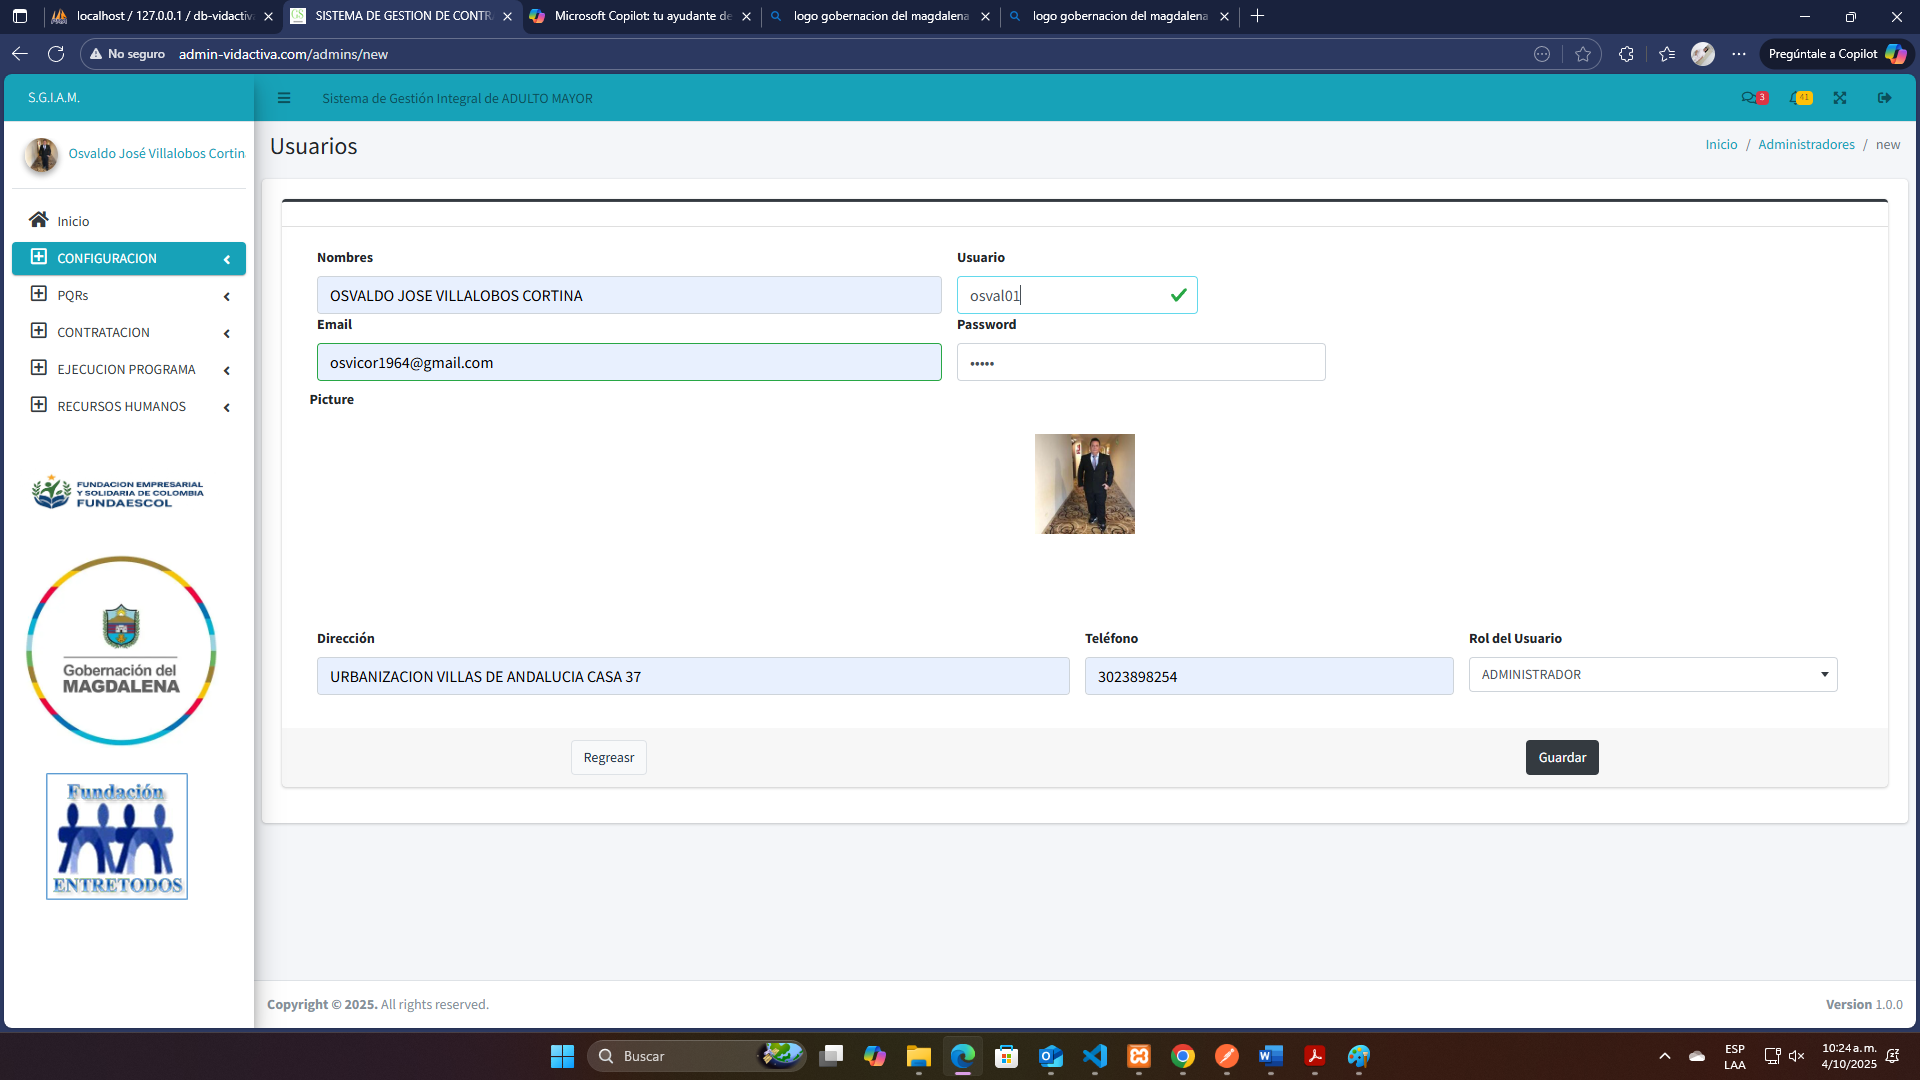 localhost / 127.0.0.1 / db-vidactiv
SISTEMA DE GESTION DE CONTR
Microsoft Copilot: tu ayudante de
logo gobernacion del magdalena
logo gobernacion del magdalena
No seguro
admin-vidactiva.com/admins/new
Pregúntale a Copilot
S.G.I.A.M.
Sistema de Gestión Integral de ADULTO MAYOR
3
41
Osvaldo José Villalobos Cortin
Usuarios
Inicio / Administradores / new
Inicio
CONFIGURACION
PQRs
CONTRATACION
EJECUCION PROGRAMA
RECURSOS HUMANOS
FUNDACION EMPRESARIAL
Y SOLIDARIA DE COLOMBIA
FUNDAESCOL
Gobernación del
MAGDALENA
Fundación
ENTRETODOS
Nombres
Usuario
OSVALDO JOSE VILLALOBOS CORTINA
osval01
Email
Password
osvicor1964@gmail.com
•••••
Picture
Dirección
Teléfono
Rol del Usuario
URBANIZACION VILLAS DE ANDALUCIA CASA 37
3023898254
ADMINISTRADOR
Regreasr
Guardar
Copyright © 2025. All rights reserved.
Version 1.0.0
Buscar
ESP
LAA
10:24 a. m.
4/10/2025